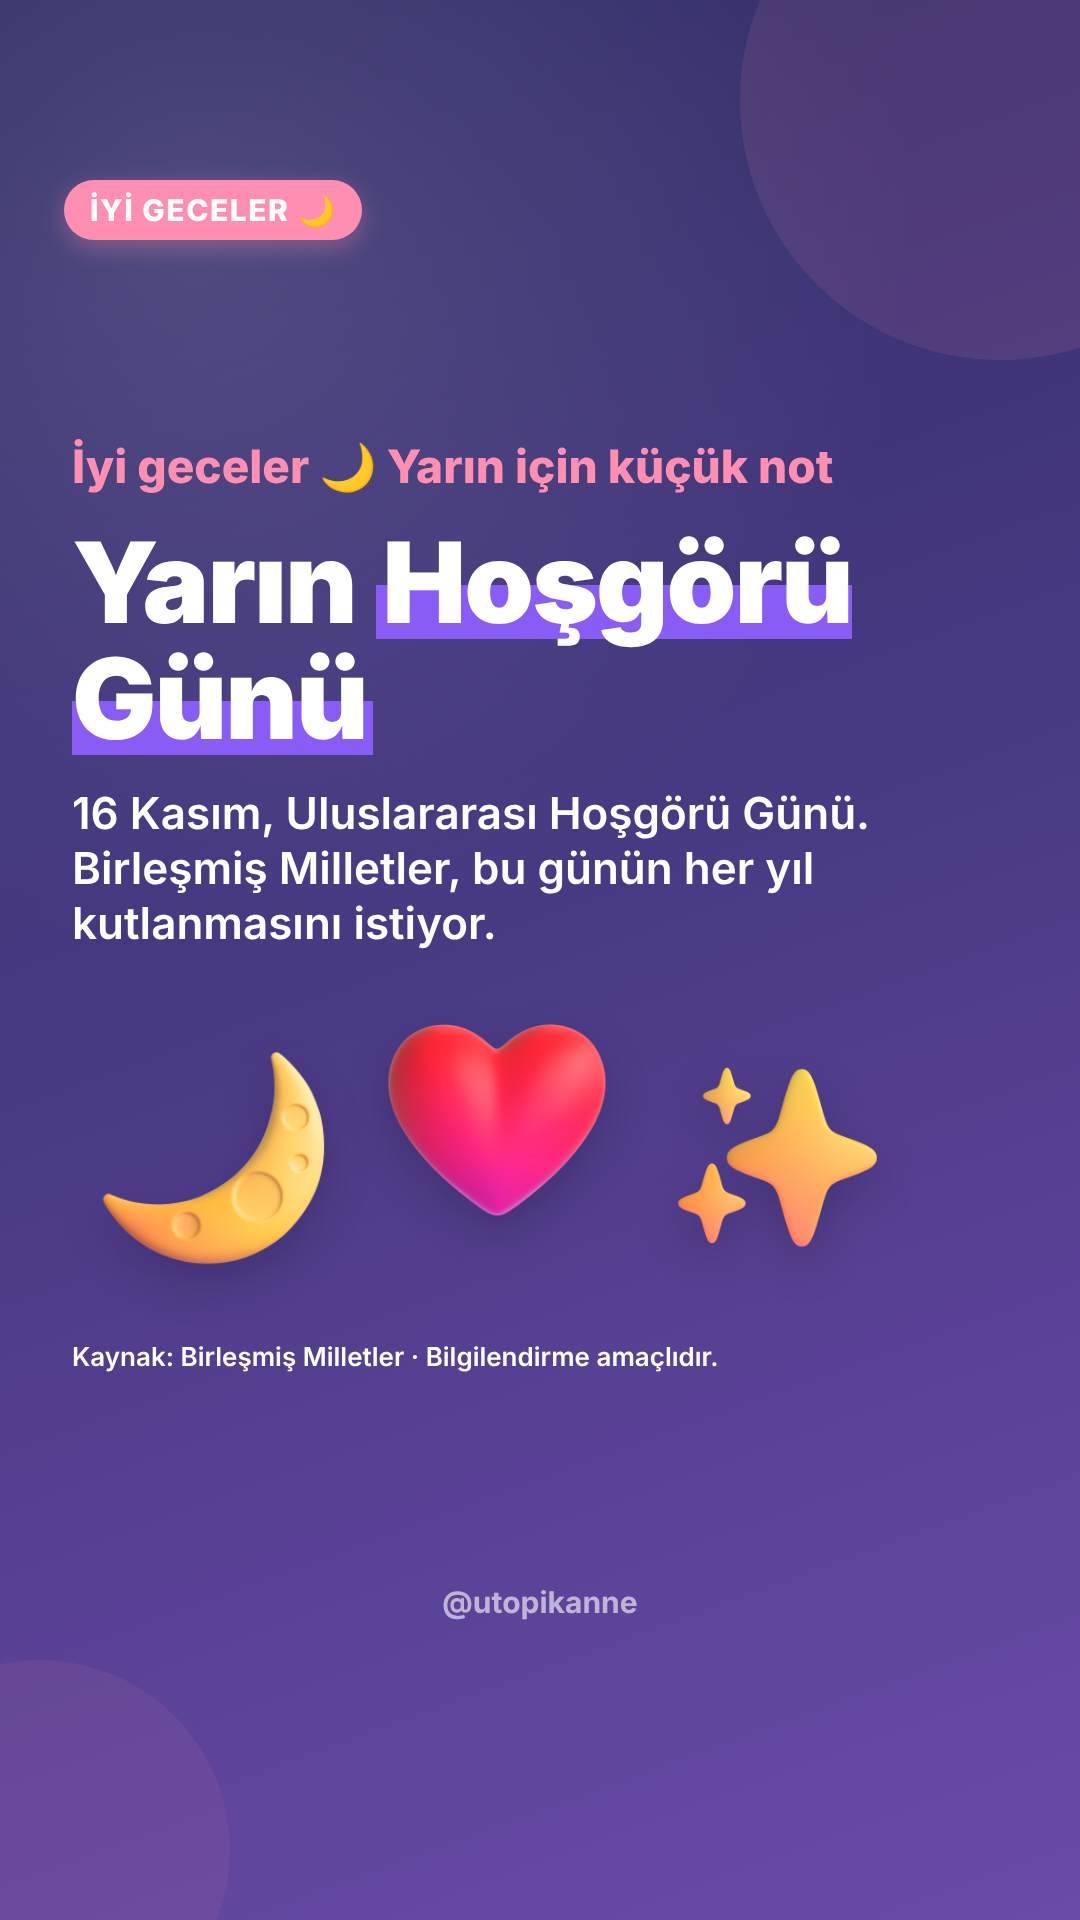 İYİ GECELER 🌙
İyi geceler 🌙 Yarın için küçük not
Yarın Hoşgörü
Günü
16 Kasım, Uluslararası Hoşgörü Günü.
Birleşmiş Milletler, bu günün her yıl
kutlanmasını istiyor.
Kaynak: Birleşmiş Milletler · Bilgilendirme amaçlıdır.
@utopikanne